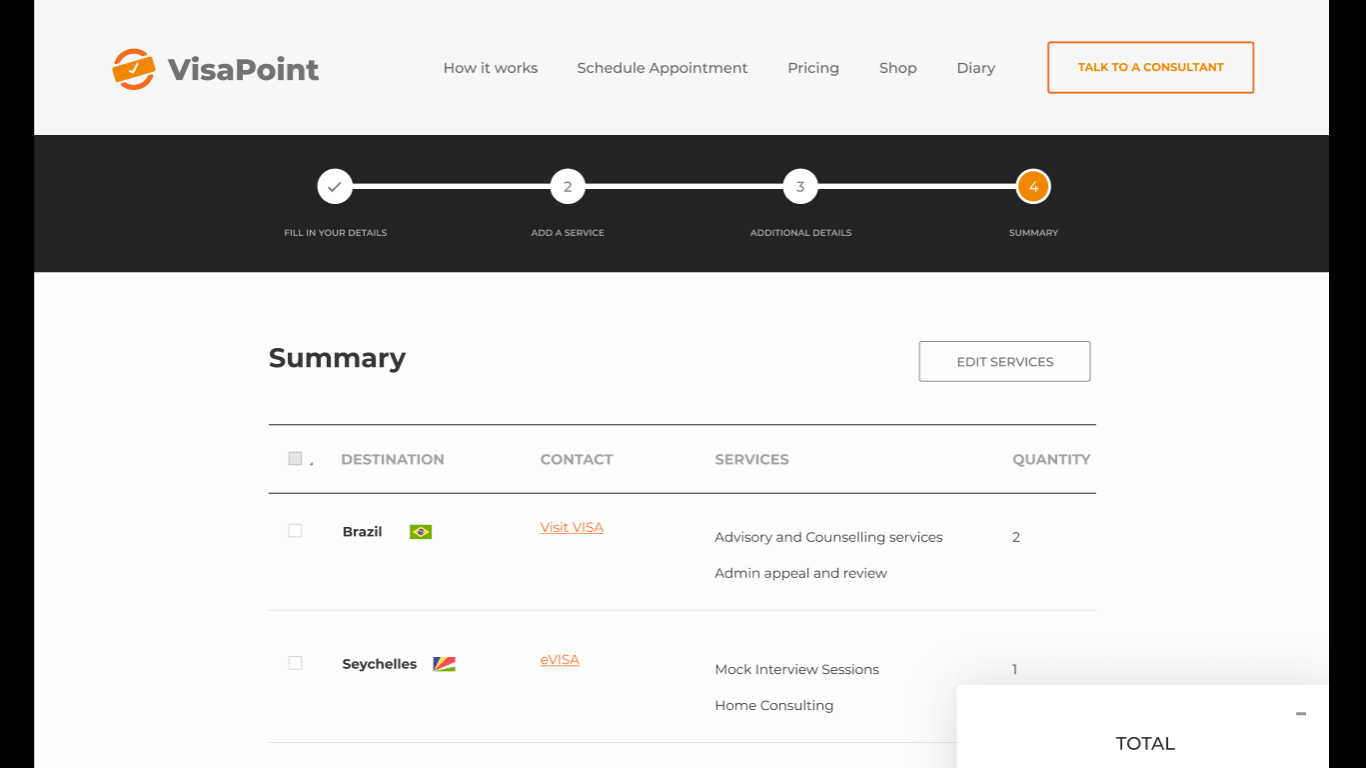 VisaPoint
How it works Schedule Appointment Pricing Shop Diary TALK TO A CONSULTANT
2 3 4
FILL IN YOUR DETAILS ADD A SERVICE ADDITIONAL DETAILS SUMMARY
Summary EDIT SERVICES
DESTINATION CONTACT SERVICES QUANTITY
Brazil Visit VISA Advisory and Counselling services 2
Admin appeal and review
Seychelles eVISA Mock Interview Sessions 1
Home Consulting
TOTAL